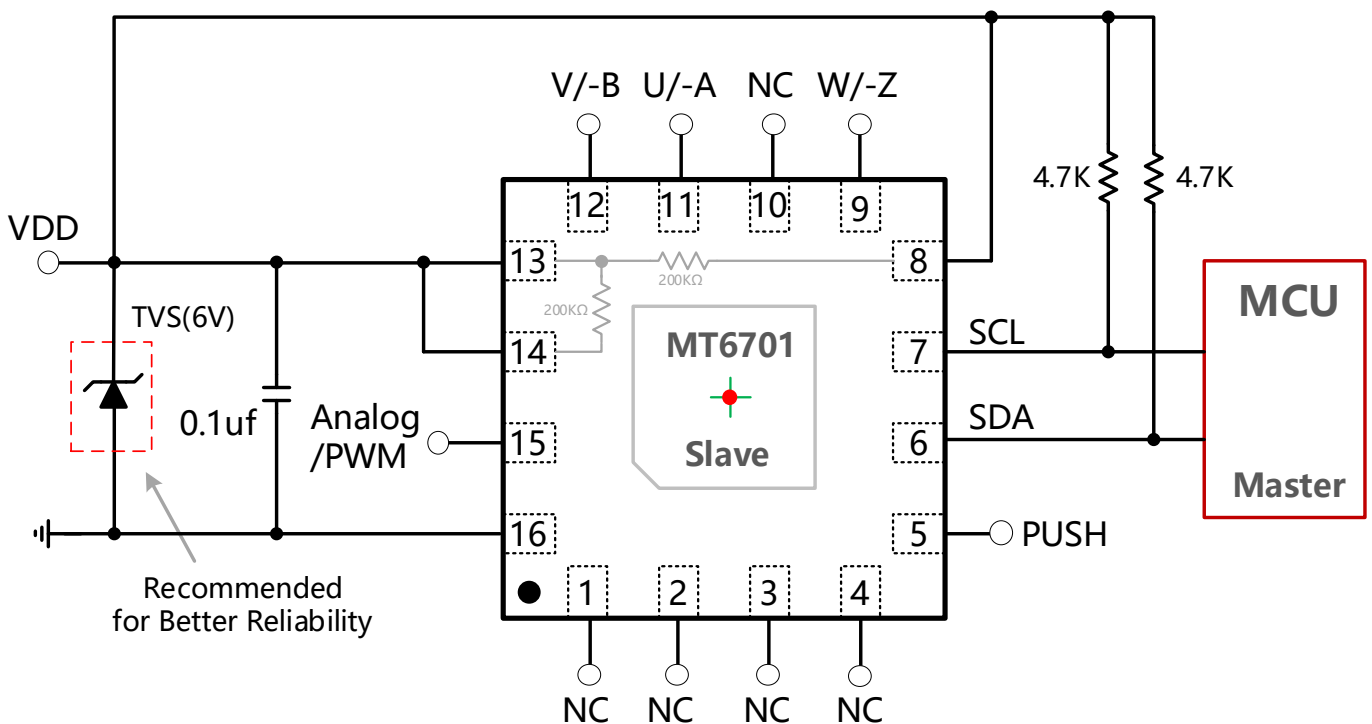 V/-B U/-A NC W/-Z
12 11 10 9
4.7K 4.7K
VDD
13 8
200KΩ
200KΩ
TVS(6V)
MCU
14 MT6701 7 SCL
0.1uf
Analog
/PWM
15 Slave 6 SDA
Master
16 5 PUSH
Recommended
for Better Reliability
1 2 3 4
NC NC NC NC